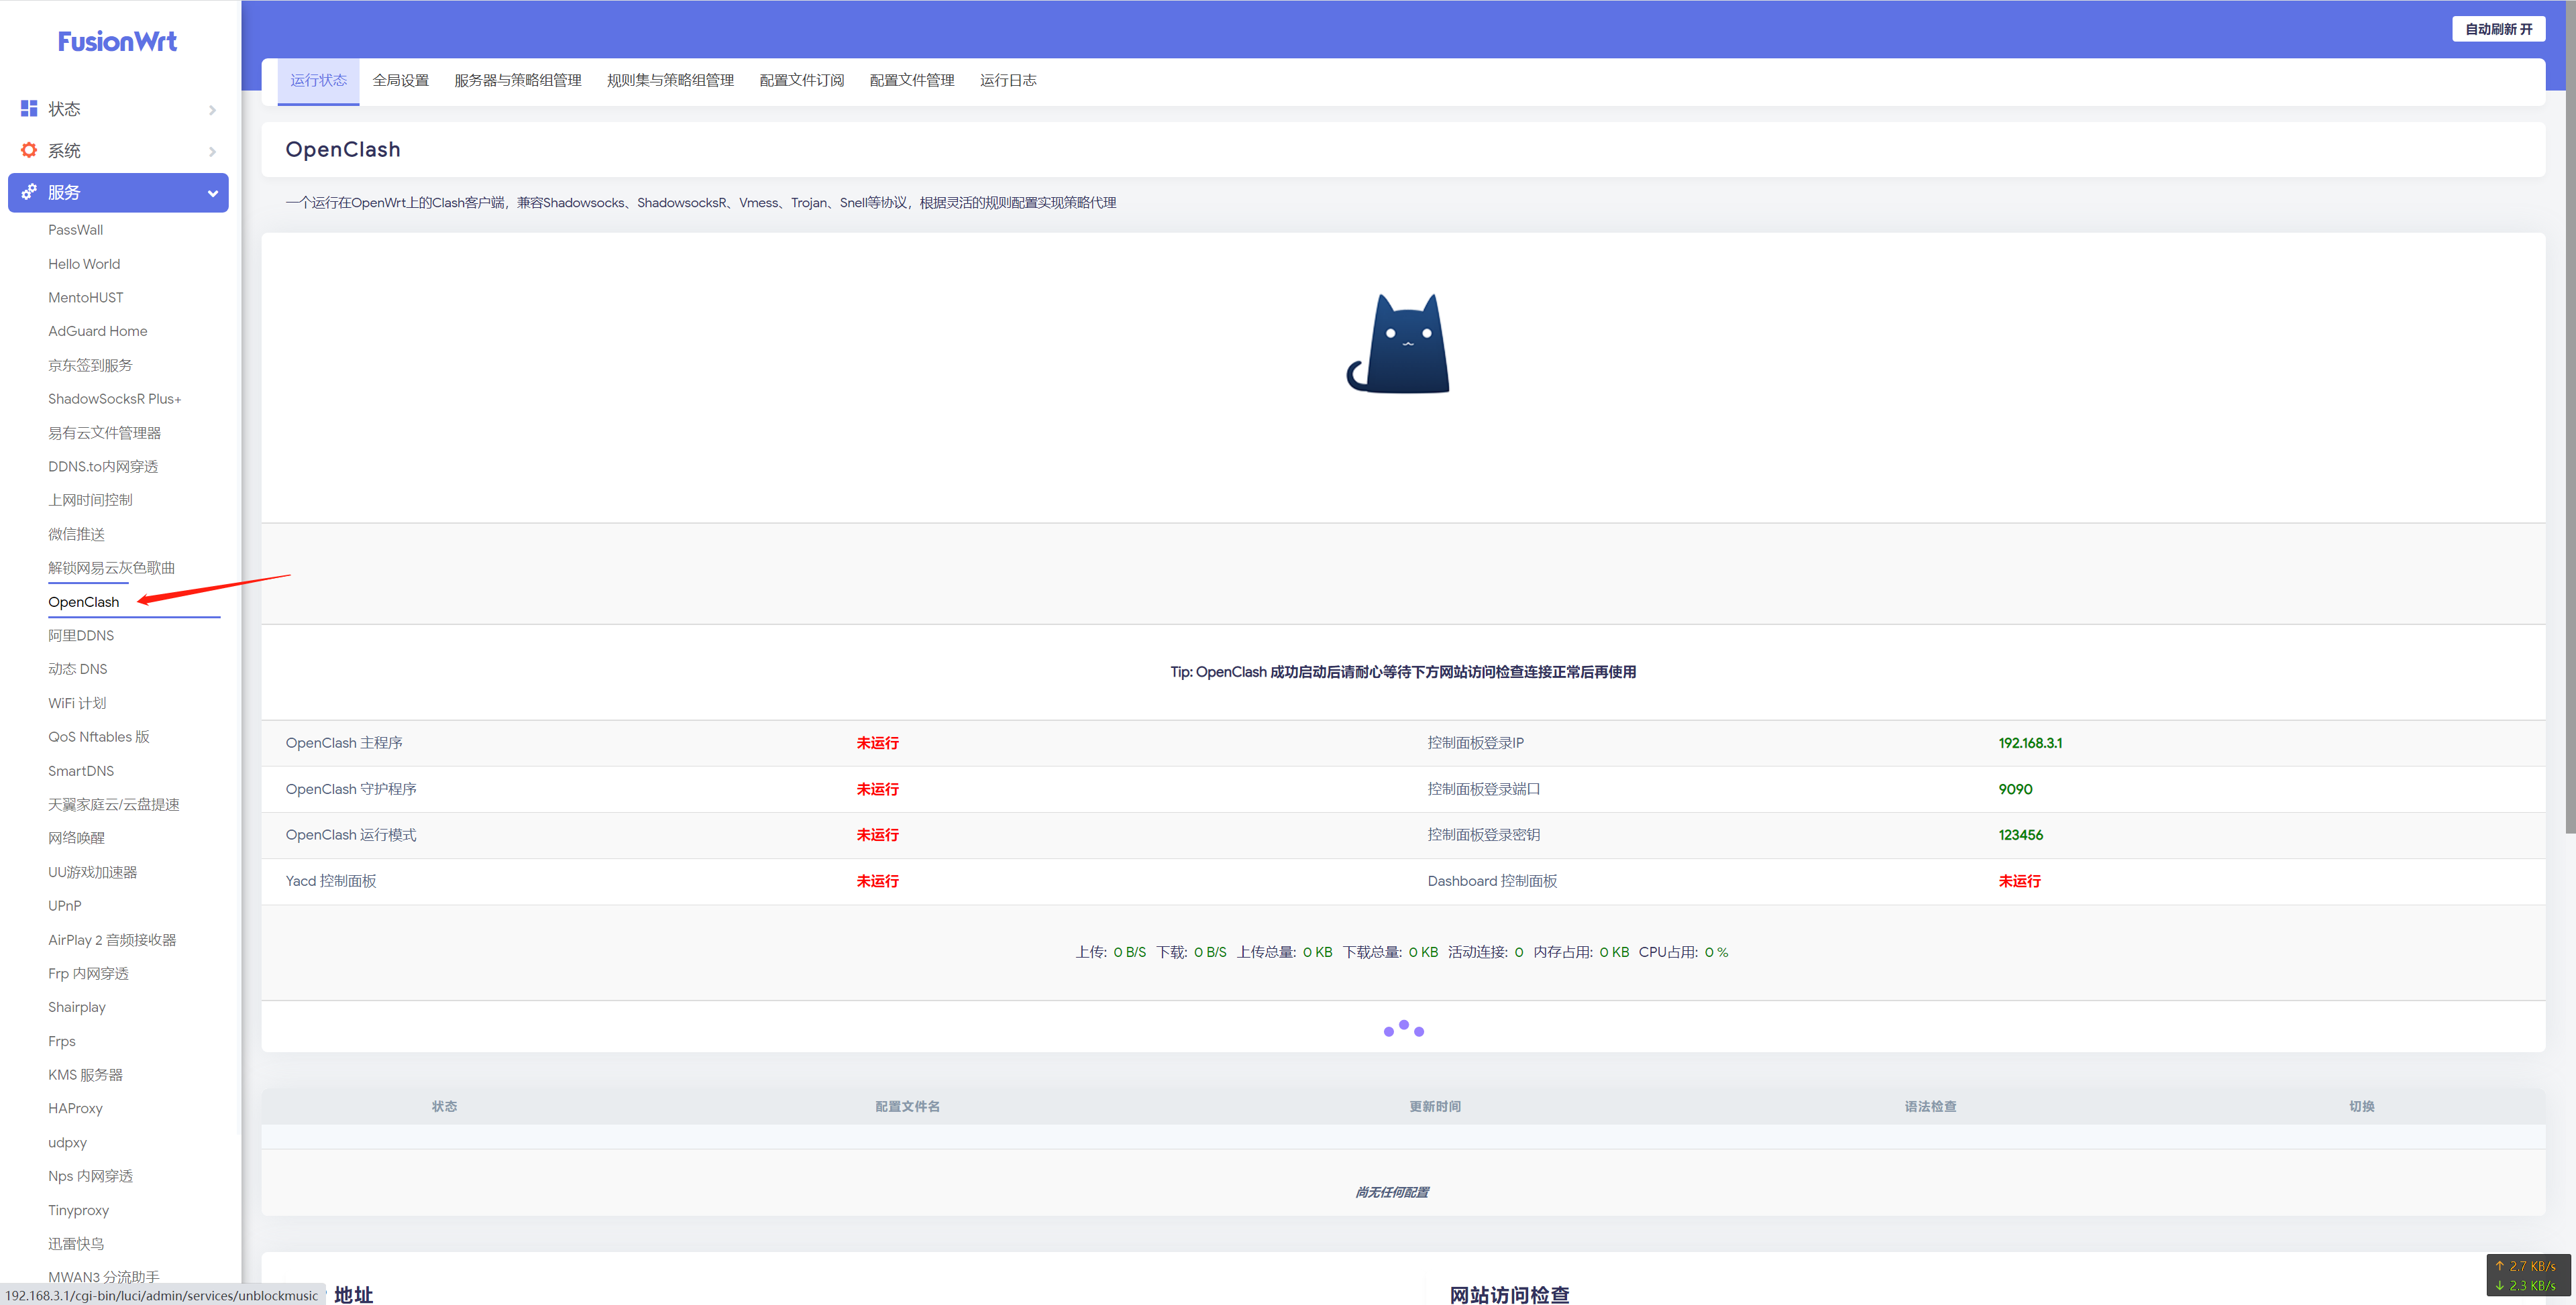 FusionWrt
自动刷新 开
状态
系统
服务
PassWall
Hello World
MentoHUST
AdGuard Home
京东签到服务
ShadowSocksR Plus+
易有云文件管理器
DDNS.to内网穿透
上网时间控制
微信推送
解锁网易云灰色歌曲
OpenClash
阿里DDNS
动态 DNS
WiFi 计划
QoS Nftables 版
SmartDNS
天翼家庭云/云盘提速
网络唤醒
UU游戏加速器
UPnP
AirPlay 2 音频接收器
Frp 内网穿透
Shairplay
Frps
KMS 服务器
HAProxy
udpxy
Nps 内网穿透
Tinyproxy
迅雷快鸟
MWAN3 分流助手
192.168.3.1/cgi-bin/luci/admin/services/unblockmusic
运行状态 全局设置 服务器与策略组管理 规则集与策略组管理 配置文件订阅 配置文件管理 运行日志
OpenClash
一个运行在OpenWrt上的Clash客户端，兼容Shadowsocks、ShadowsocksR、Vmess、Trojan、Snell等协议，根据灵活的规则配置实现策略代理
Tip: OpenClash 成功启动后请耐心等待下方网站访问检查连接正常后再使用
OpenClash 主程序 未运行 控制面板登录IP 192.168.3.1
OpenClash 守护程序 未运行 控制面板登录端口 9090
OpenClash 运行模式 未运行 控制面板登录密钥 123456
Yacd 控制面板 未运行 Dashboard 控制面板 未运行
上传: 0 B/S 下载: 0 B/S 上传总量: 0 KB 下载总量: 0 KB 活动连接: 0 内存占用: 0 KB CPU占用: 0 %
状态 配置文件名 更新时间 语法检查 切换
尚无任何配置
地址 网站访问检查
↑ 2.7 KB/s
↓ 2.3 KB/s